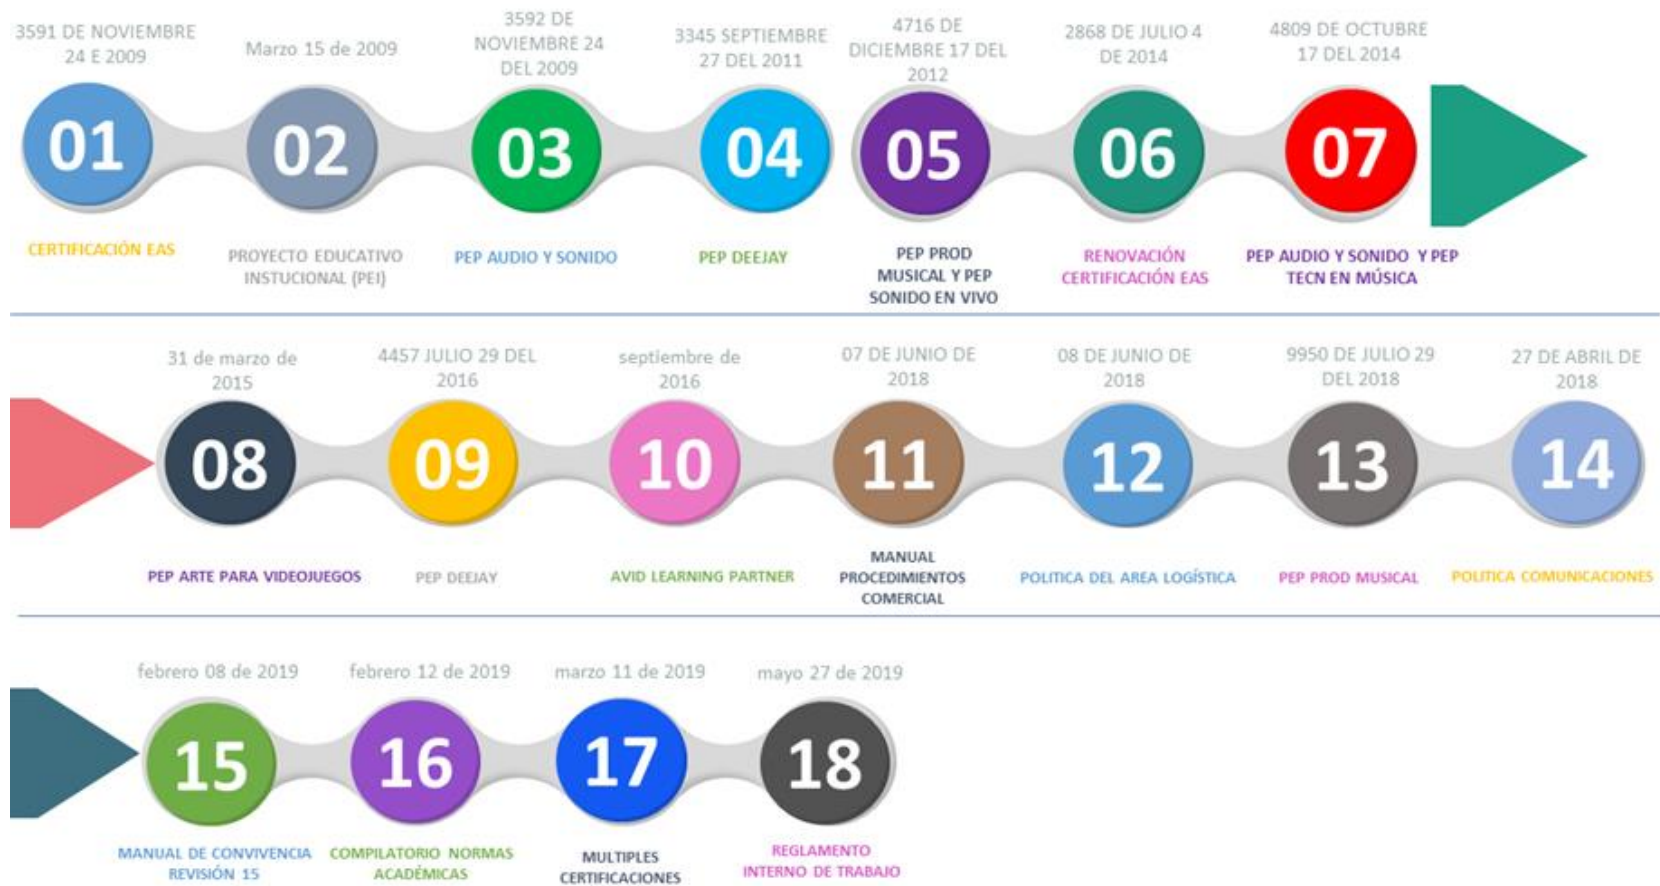 3591 DE NOVIEMBRE
24 E 2009
Marzo 15 de 2009
3592 DE
NOVIEMBRE 24
DEL 2009
3345 SEPTIEMBRE
27 DEL 2011
4716 DE
DICIEMBRE 17 DEL
2012
2868 DE JULIO 4
DE 2014
4809 DE OCTUBRE
17 DEL 2014
01
02
03
04
05
06
07
CERTIFICACIÓN EAS
PROYECTO EDUCATIVO
INSTUCIONAL (PEI)
PEP AUDIO Y SONIDO
PEP DEEJAY
PEP PROD
MUSICAL Y PEP
SONIDO EN VIVO
RENOVACIÓN
CERTIFICACIÓN EAS
PEP AUDIO Y SONIDO Y PEP
TECN EN MÚSICA
31 de marzo de
2015
4457 JULIO 29 DEL
2016
septiembre de
2016
07 DE JUNIO DE
2018
08 DE JUNIO DE
2018
9950 DE JULIO 29
DEL 2018
27 DE ABRIL DE
2018
08
09
10
11
12
13
14
PEP ARTE PARA VIDEOJUEGOS
PEP DEEJAY
AVID LEARNING PARTNER
MANUAL
PROCEDIMIENTOS
COMERCIAL
POLITICA DEL AREA LOGÍSTICA
PEP PROD MUSICAL
POLITICA COMUNICACIONES
febrero 08 de 2019
febrero 12 de 2019
marzo 11 de 2019
mayo 27 de 2019
15
16
17
18
MANUAL DE CONVIVENCIA
REVISIÓN 15
COMPILATORIO NORMAS
ACADÉMICAS
MULTIPLES
CERTIFICACIONES
REGLAMENTO
INTERNO DE TRABAJO